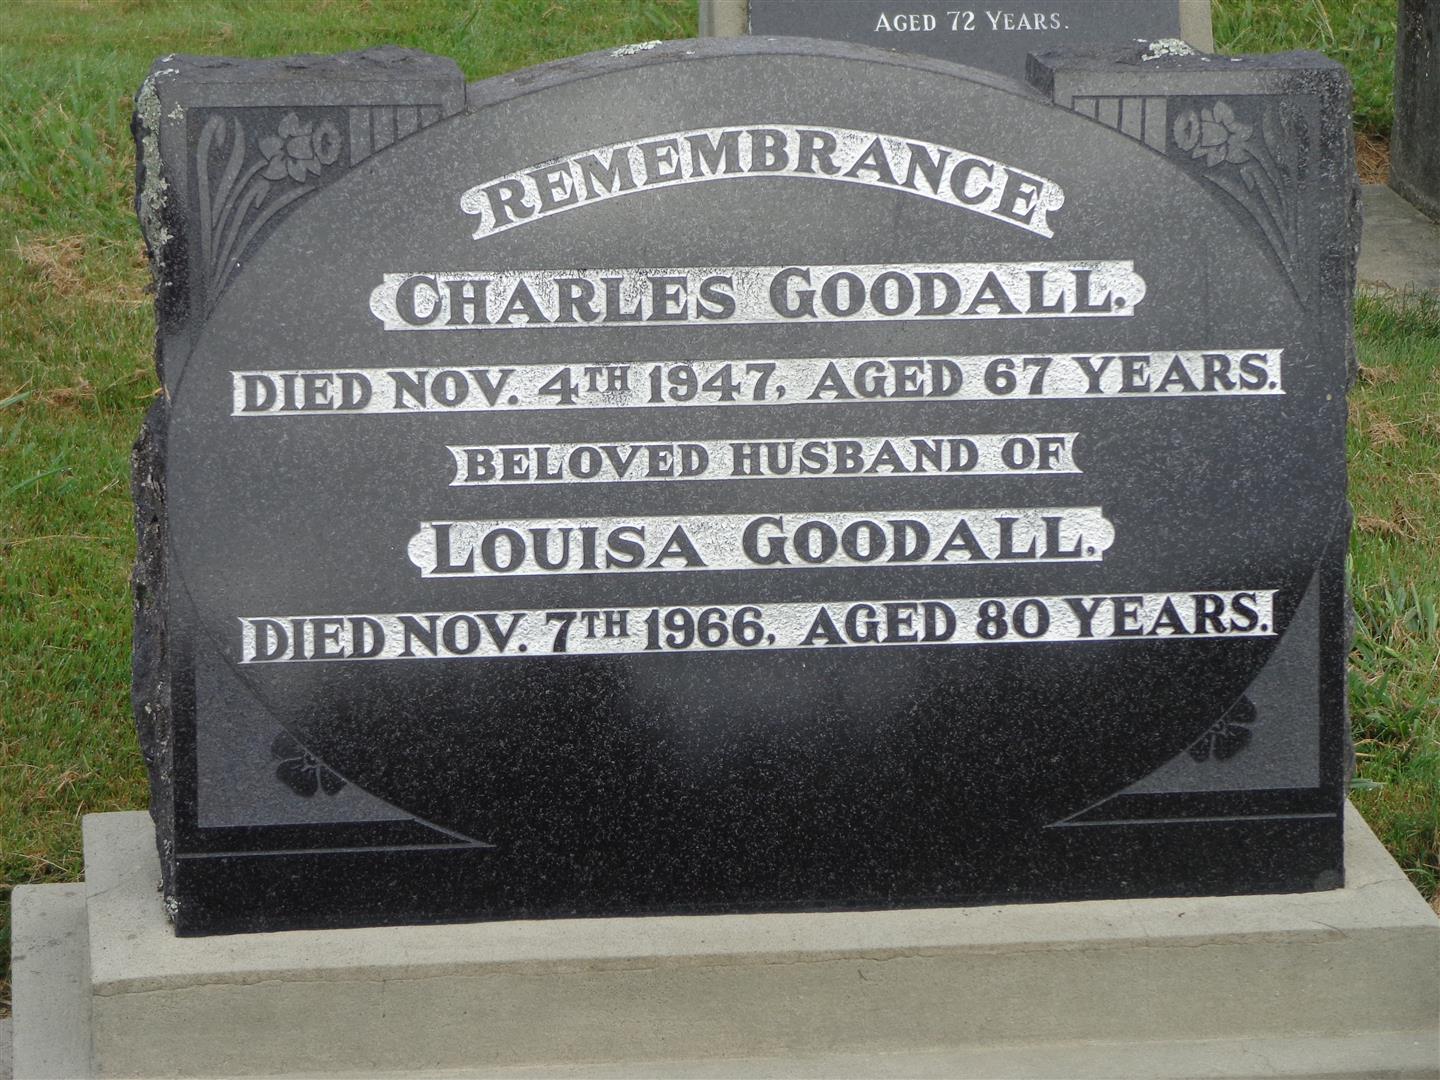 AGED 72 YEARS.
REMEMBRANCE
CHARLES GOODALL.
DIED NOV. 4TH 1947, AGED 67 YEARS.
BELOVED HUSBAND OF
LOUISA GOODALL.
DIED NOV. 7TH 1966, AGED 80 YEARS.